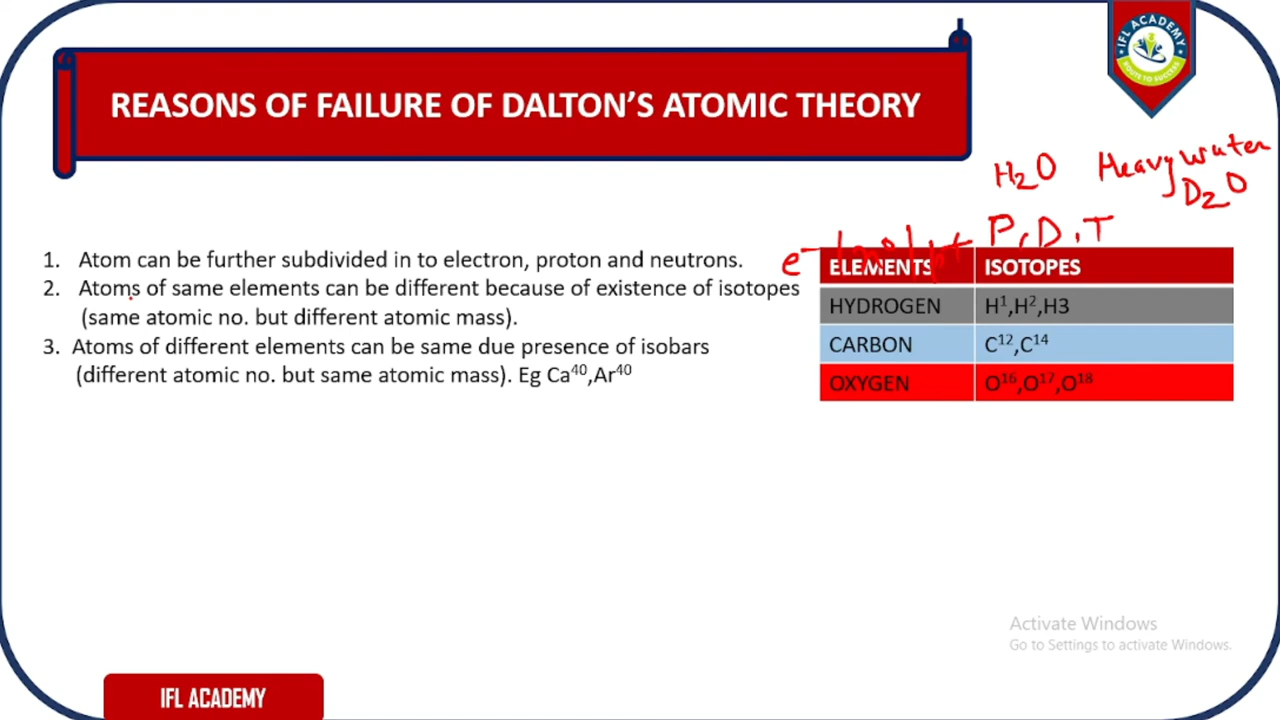 IFL ACADEMY
ROUTE TO SUCCESS
REASONS OF FAILURE OF DALTON’S ATOMIC THEORY
H₂O Heavy water
D₂O
P, D, T
e⁻ | n⁰ | p+
1. Atom can be further subdivided in to electron, proton and neutrons.
2. Atoms of same elements can be different because of existence of isotopes
(same atomic no. but different atomic mass).
3. Atoms of different elements can be same due presence of isobars
(different atomic no. but same atomic mass). Eg Ca⁴⁰,Ar⁴⁰
ELEMENTS ISOTOPES
HYDROGEN H¹,H²,H3
CARBON C¹²,C¹⁴
OXYGEN O¹⁶,O¹⁷,O¹⁸
Activate Windows
Go to Settings to activate Windows.
IFL ACADEMY